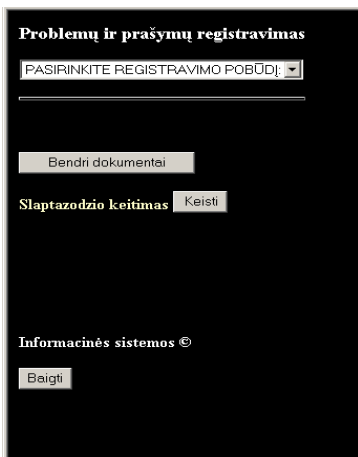 Problemų ir prašymų registravimas
PASIRINKITE REGISTRAVIMO POBŪDĮ:
Bendri dokumentai
Slaptazodzio keitimas Keisti
Informacinės sistemos ©
Baigti